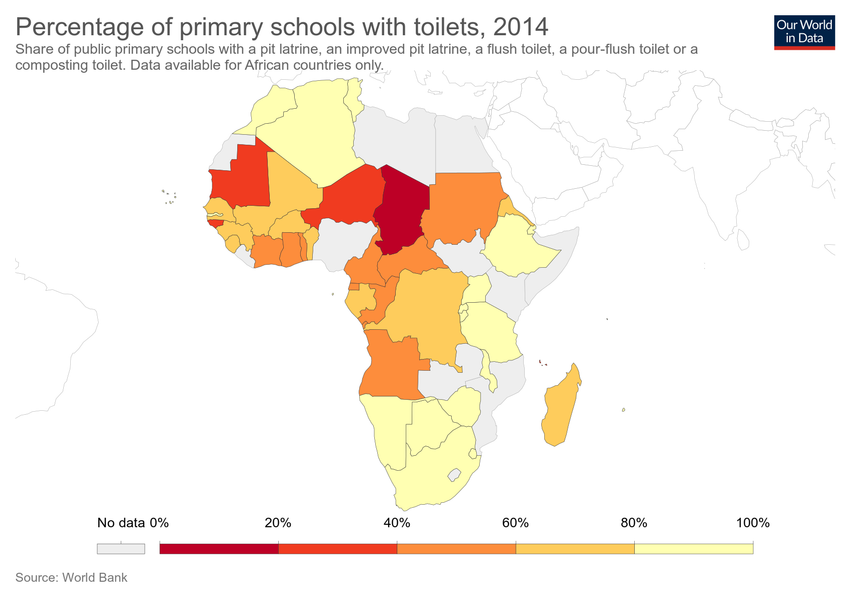 Percentage of primary schools with toilets, 2014
Our World
in Data
Share of public primary schools with a pit latrine, an improved pit latrine, a flush toilet, a pour-flush toilet or a
composting toilet. Data available for African countries only.
No data 0% 20% 40% 60% 80% 100%
Source: World Bank